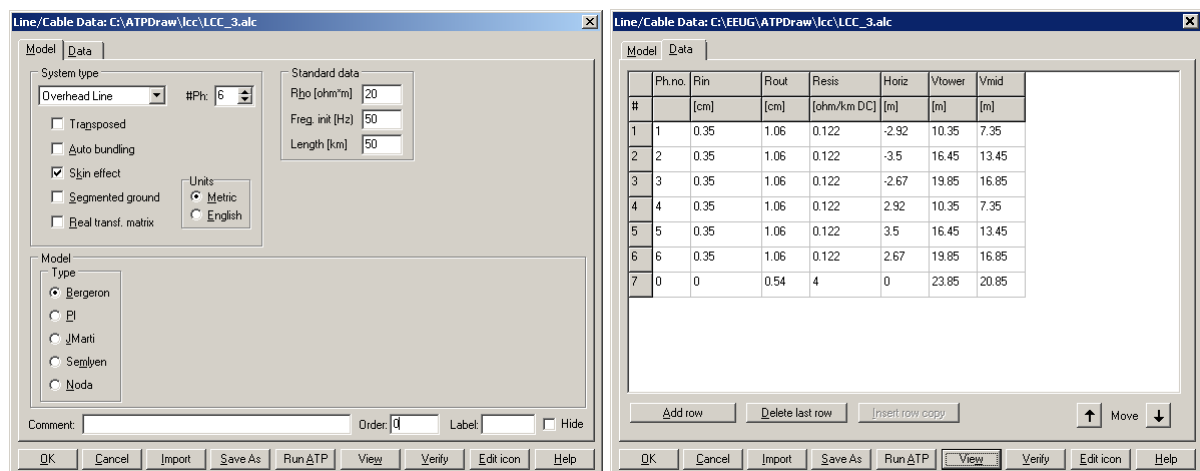 Line/Cable Data: C:\ATPDraw\lcc\LCC_3.alc
Model Data
System type
Overhead Line #Ph: 6
Transposed
Auto bundling
Skin effect
Segmented ground
Real transf. matrix
Units
Metric
English
Standard data
Rho [ohm*m] 20
Freq. init (Hz) 50
Length [km] 50
Model
Type
Bergeron
PI
JMarti
Semlyen
Noda
Comment: Order: 0 Label: Hide
OK Cancel Import Save As Run ATP View Verify Edit icon Help
Line/Cable Data: C:\EEUG\ATPDraw\lcc\LCC_3.alc
Model Data
Ph.no. Rin Rout Resis Horiz Vtower Vmid
# [cm] [cm] [ohm/km DC] [m] [m] [m]
1 1 0.35 1.06 0.122 -2.92 10.35 7.35
2 2 0.35 1.06 0.122 -3.5 16.45 13.45
3 3 0.35 1.06 0.122 -2.67 19.85 16.85
4 4 0.35 1.06 0.122 2.92 10.35 7.35
5 5 0.35 1.06 0.122 3.5 16.45 13.45
6 6 0.35 1.06 0.122 2.67 19.85 16.85
7 0 0 0.54 4 0 23.85 20.85
Add row Delete last row Insert row copy Move
OK Cancel Import Save As Run ATP View Verify Edit icon Help